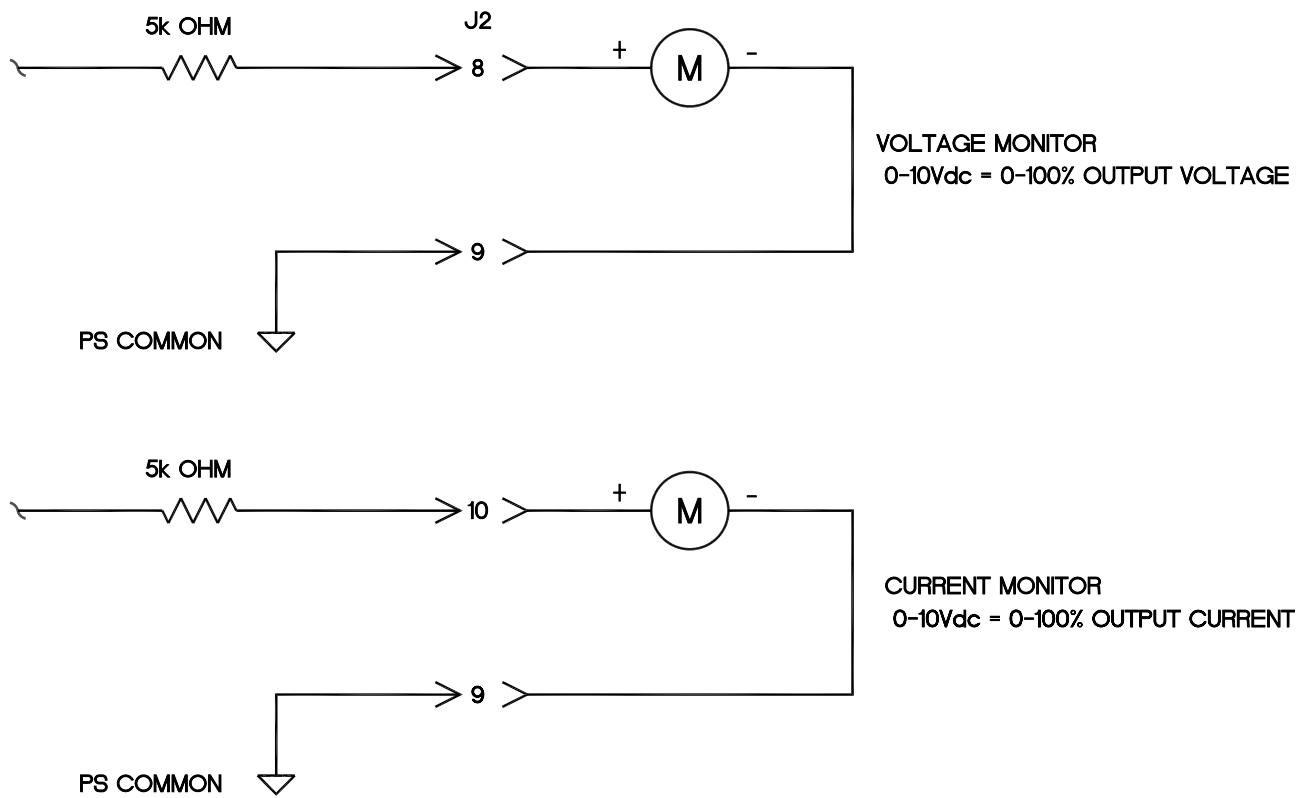 5k OHM
J2
8
+
M
-
VOLTAGE MONITOR
0-10Vdc = 0-100% OUTPUT VOLTAGE
9
PS COMMON
5k OHM
10
+
M
-
CURRENT MONITOR
0-10Vdc = 0-100% OUTPUT CURRENT
9
PS COMMON